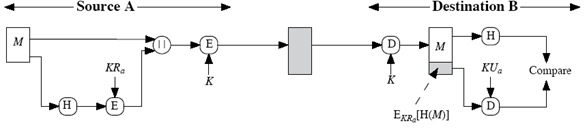 Source A
Destination B
M
||
E
D
M
H
KRa
K
K
KUa
Compare
H
E
EKRa[H(M)]
D